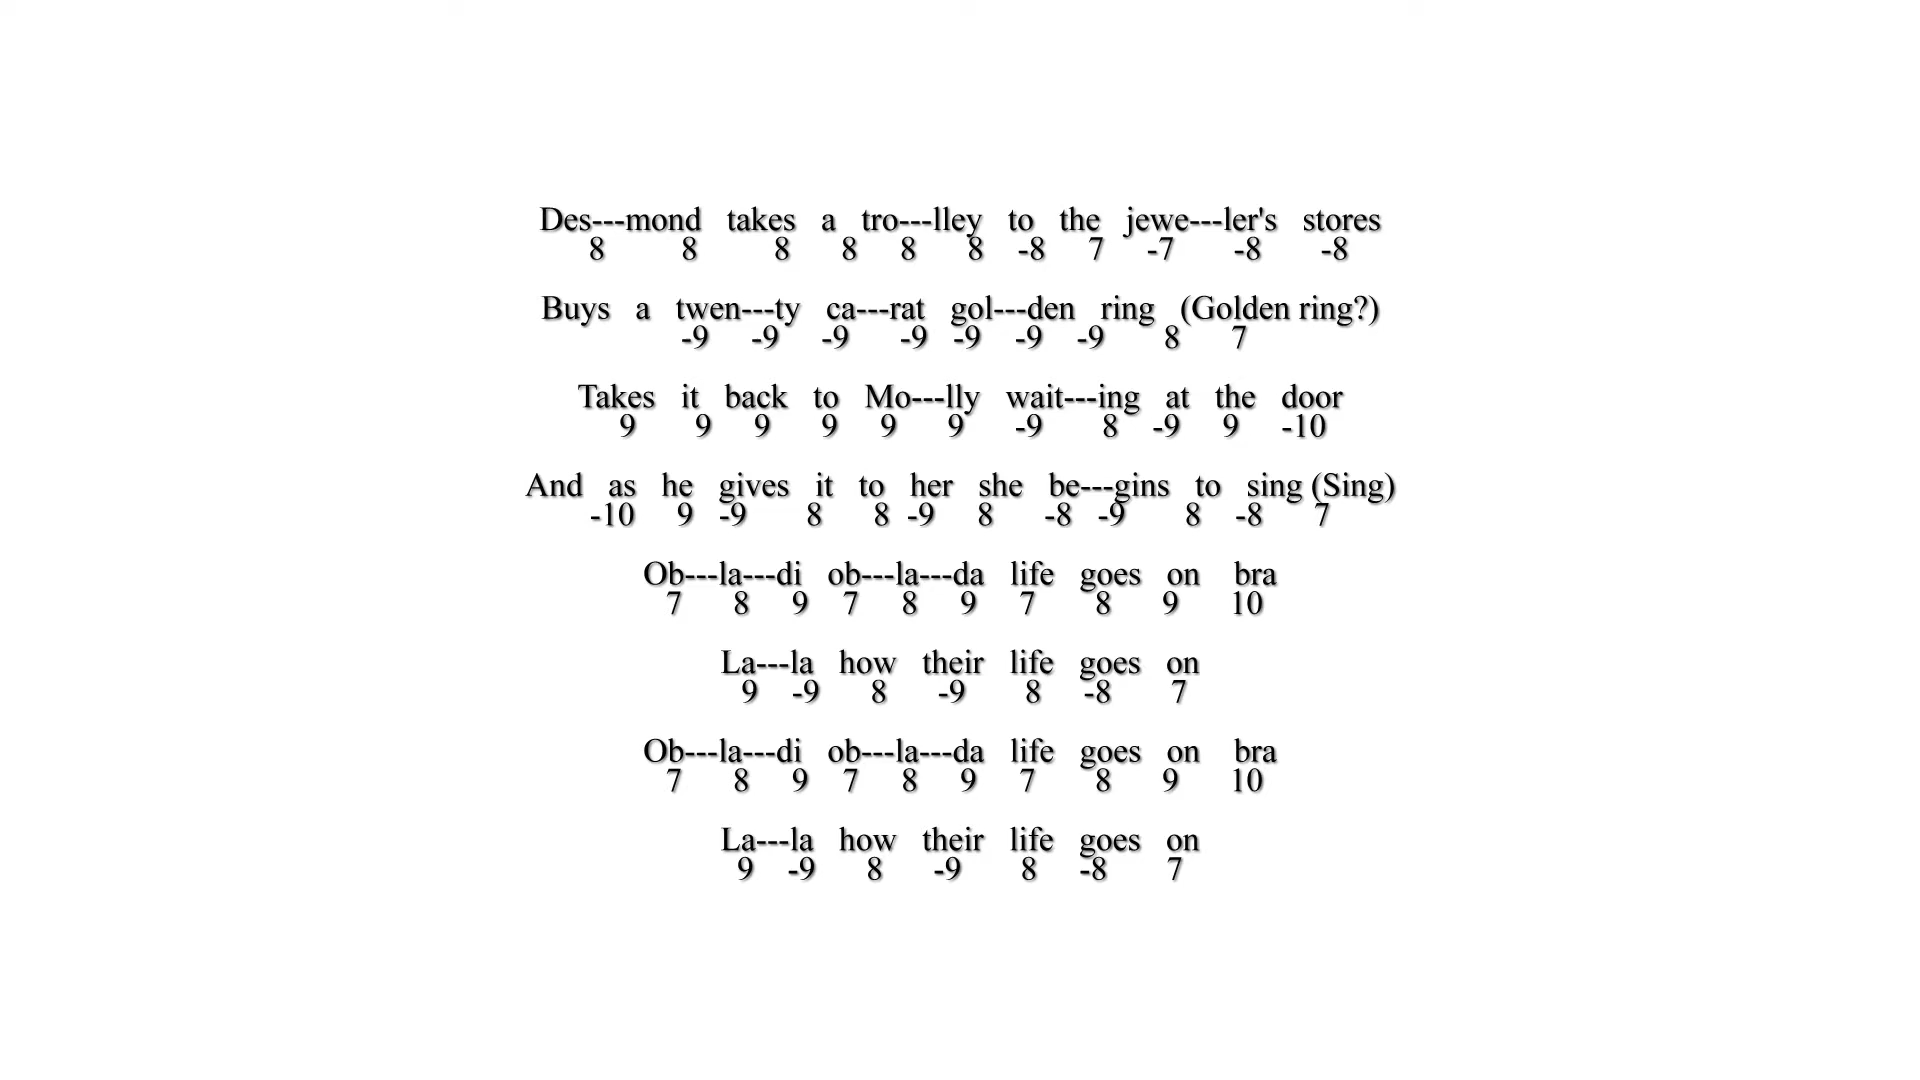 Des---mond takes a tro---lley to the jewe---ler's stores
8 8 8 8 8 8 -8 7 -7 -8 -8
Buys a twen---ty ca---rat gol---den ring (Golden ring?)
-9 -9 -9 -9 -9 -9 -9 8 7
Takes it back to Mo---lly wait---ing at the door
9 9 9 9 9 9 -9 8 -9 9 -10
And as he gives it to her she be---gins to sing (Sing)
-10 9 -9 8 8 -9 8 -8 -9 8 -8 7
Ob---la---di ob---la---da life goes on bra
7 8 9 7 8 9 7 8 9 10
La---la how their life goes on
9 -9 8 -9 8 -8 7
Ob---la---di ob---la---da life goes on bra
7 8 9 7 8 9 7 8 9 10
La---la how their life goes on
9 -9 8 -9 8 -8 7